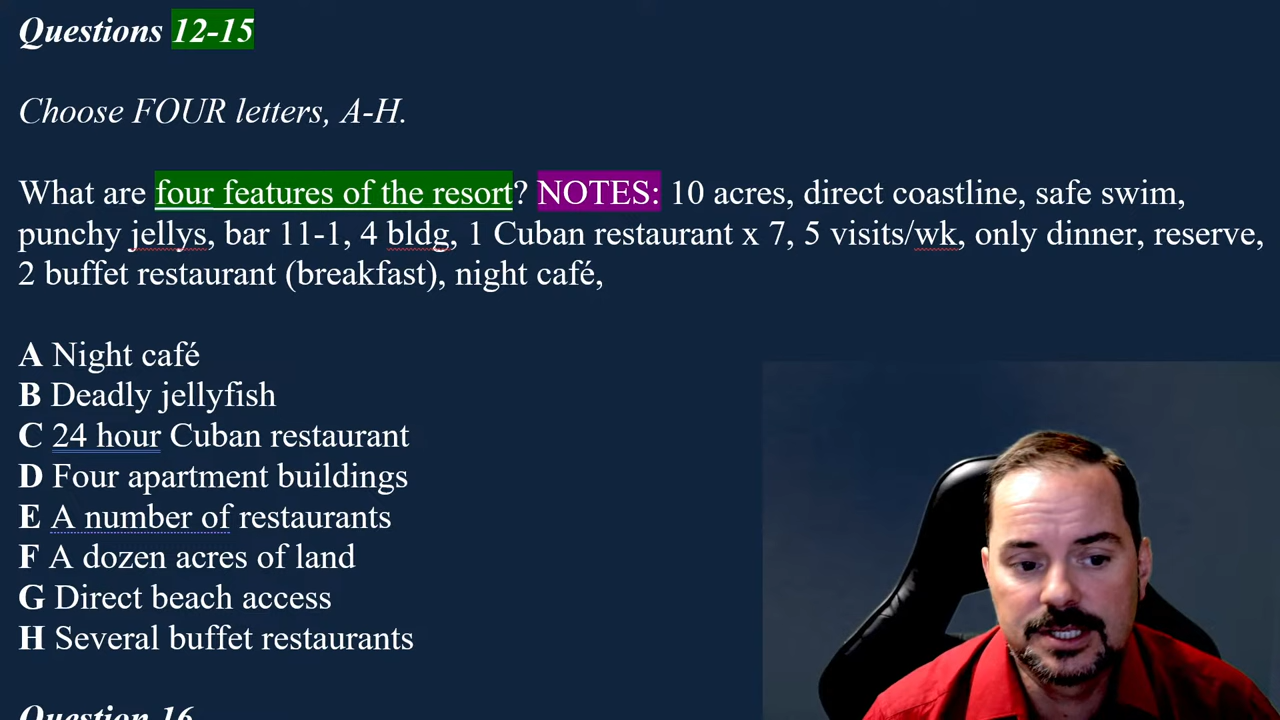 Questions 12-15
Choose FOUR letters, A-H.
What are four features of the resort? NOTES: 10 acres, direct coastline, safe swim,
punchy jellys, bar 11-1, 4 bldg, 1 Cuban restaurant x 7, 5 visits/wk, only dinner, reserve,
2 buffet restaurant (breakfast), night café,
A Night café
B Deadly jellyfish
C 24 hour Cuban restaurant
D Four apartment buildings
E A number of restaurants
F A dozen acres of land
G Direct beach access
H Several buffet restaurants
Question 16